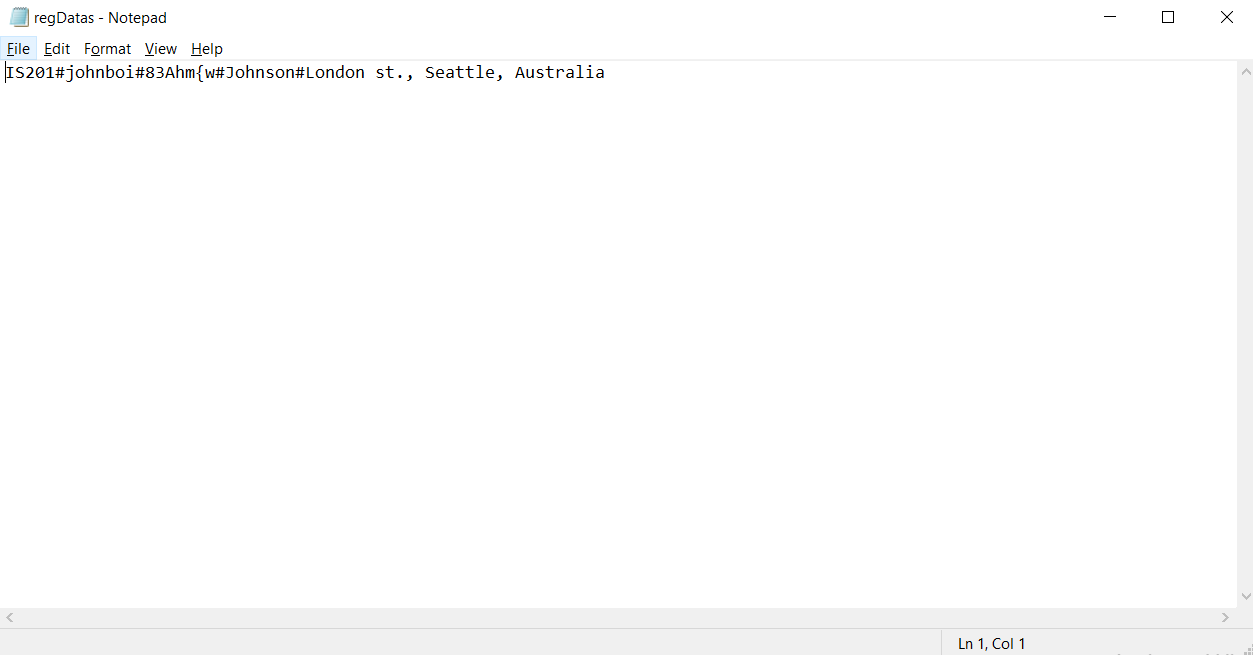 regDatas - Notepad
File Edit Format View Help
IS201#johnboi#83Ahm{w#Johnson#London st., Seattle, Australia
Ln 1, Col 1